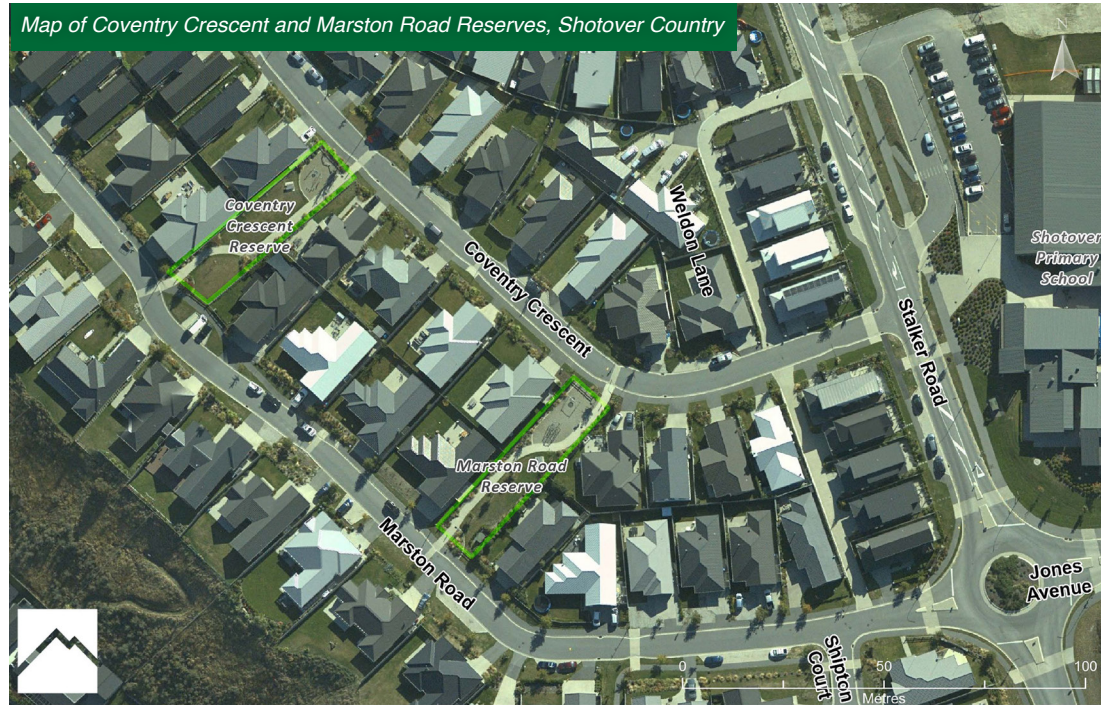 Map of Coventry Crescent and Marston Road Reserves, Shotover Country
N
Coventry
Crescent
Reserve
Coventry Crescent
Weldon Lane
Shotover
Primary
School
Stalker Road
Marston Road
Reserve
Marston Road
Jones
Avenue
Shipton
Court
0 50 100
Metres